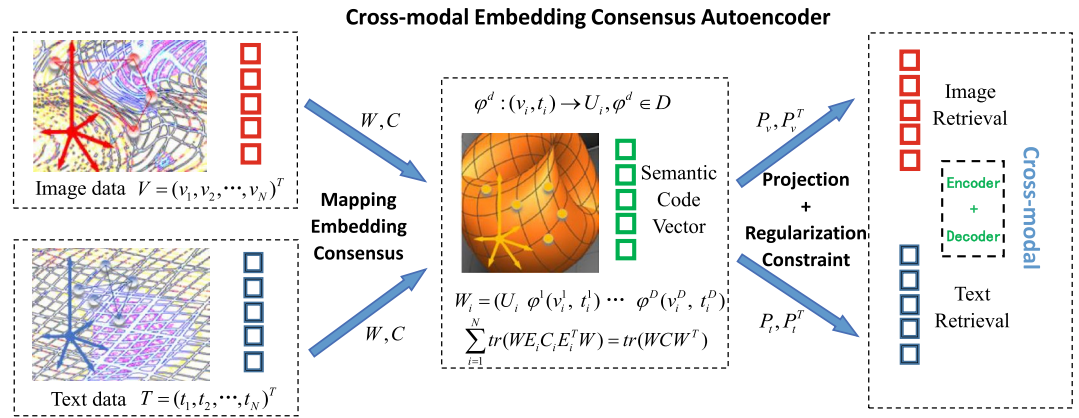 Cross-modal Embedding Consensus Autoencoder
Image data V = (v₁, v₂, ⋯, v_N)ᵀ
Text data T = (t₁, t₂, ⋯, t_N)ᵀ
W, C
Mapping
Embedding
Consensus
W, C
φᵈ : (vᵢ, tᵢ) → Uᵢ, φᵈ ∈ D
Semantic
Code
Vector
Wᵢ = (Uᵢ φ¹(vᵢ¹, tᵢ¹) ⋯ φᴰ(vᵢᴰ, tᵢᴰ)
∑ᵢ₌₁ᴺ tr(WEᵢCᵢEᵢᵀW) = tr(WCWᵀ)
Pᵥ, Pᵥᵀ
Projection
+
Regularization
Constraint
Pₜ, Pₜᵀ
Image
Retrieval
Encoder
+
Decoder
Cross-modal
Text
Retrieval